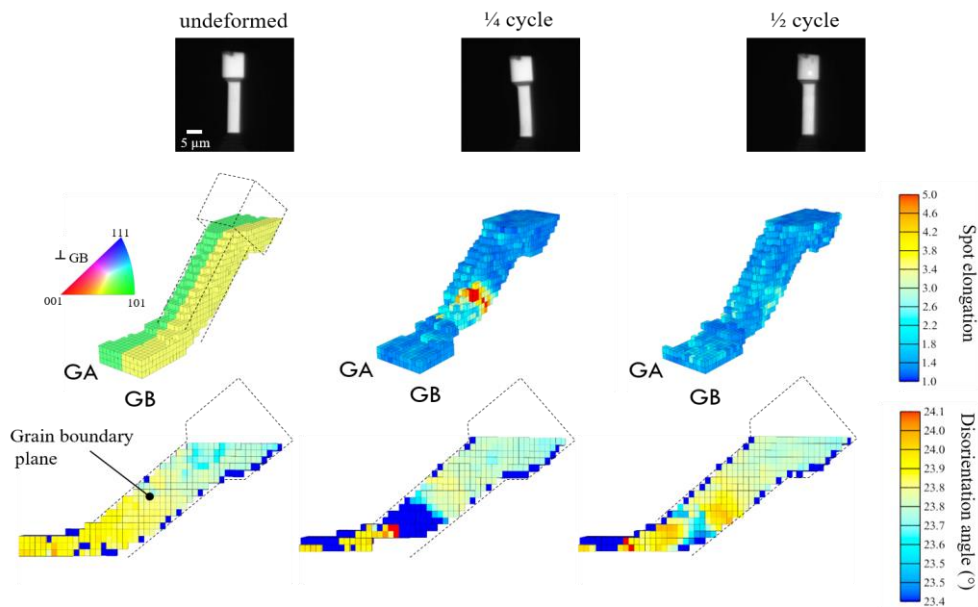 undeformed
¼ cycle
½ cycle
5 µm
111
⊥ GB
001
101
GA
GB
GA
GB
GA
GB
5.0
4.6
4.2
3.8
3.4
3.0
2.6
2.2
1.8
1.4
1.0
Spot elongation
Grain boundary
plane
24.1
24.0
23.9
23.8
23.8
23.7
23.6
23.5
23.4
Disorientation angle (°)